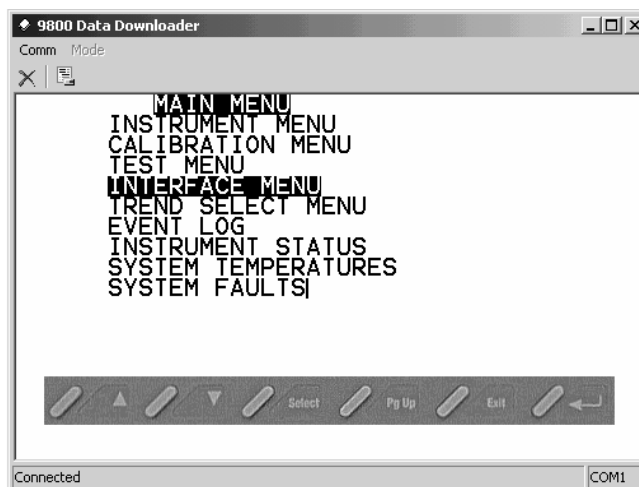 9800 Data Downloader
Comm Mode
MAIN MENU
INSTRUMENT MENU
CALIBRATION MENU
TEST MENU
INTERFACE MENU
TREND SELECT MENU
EVENT LOG
INSTRUMENT STATUS
SYSTEM TEMPERATURES
SYSTEM FAULTS
Select Pg Up Exit
Connected COM1